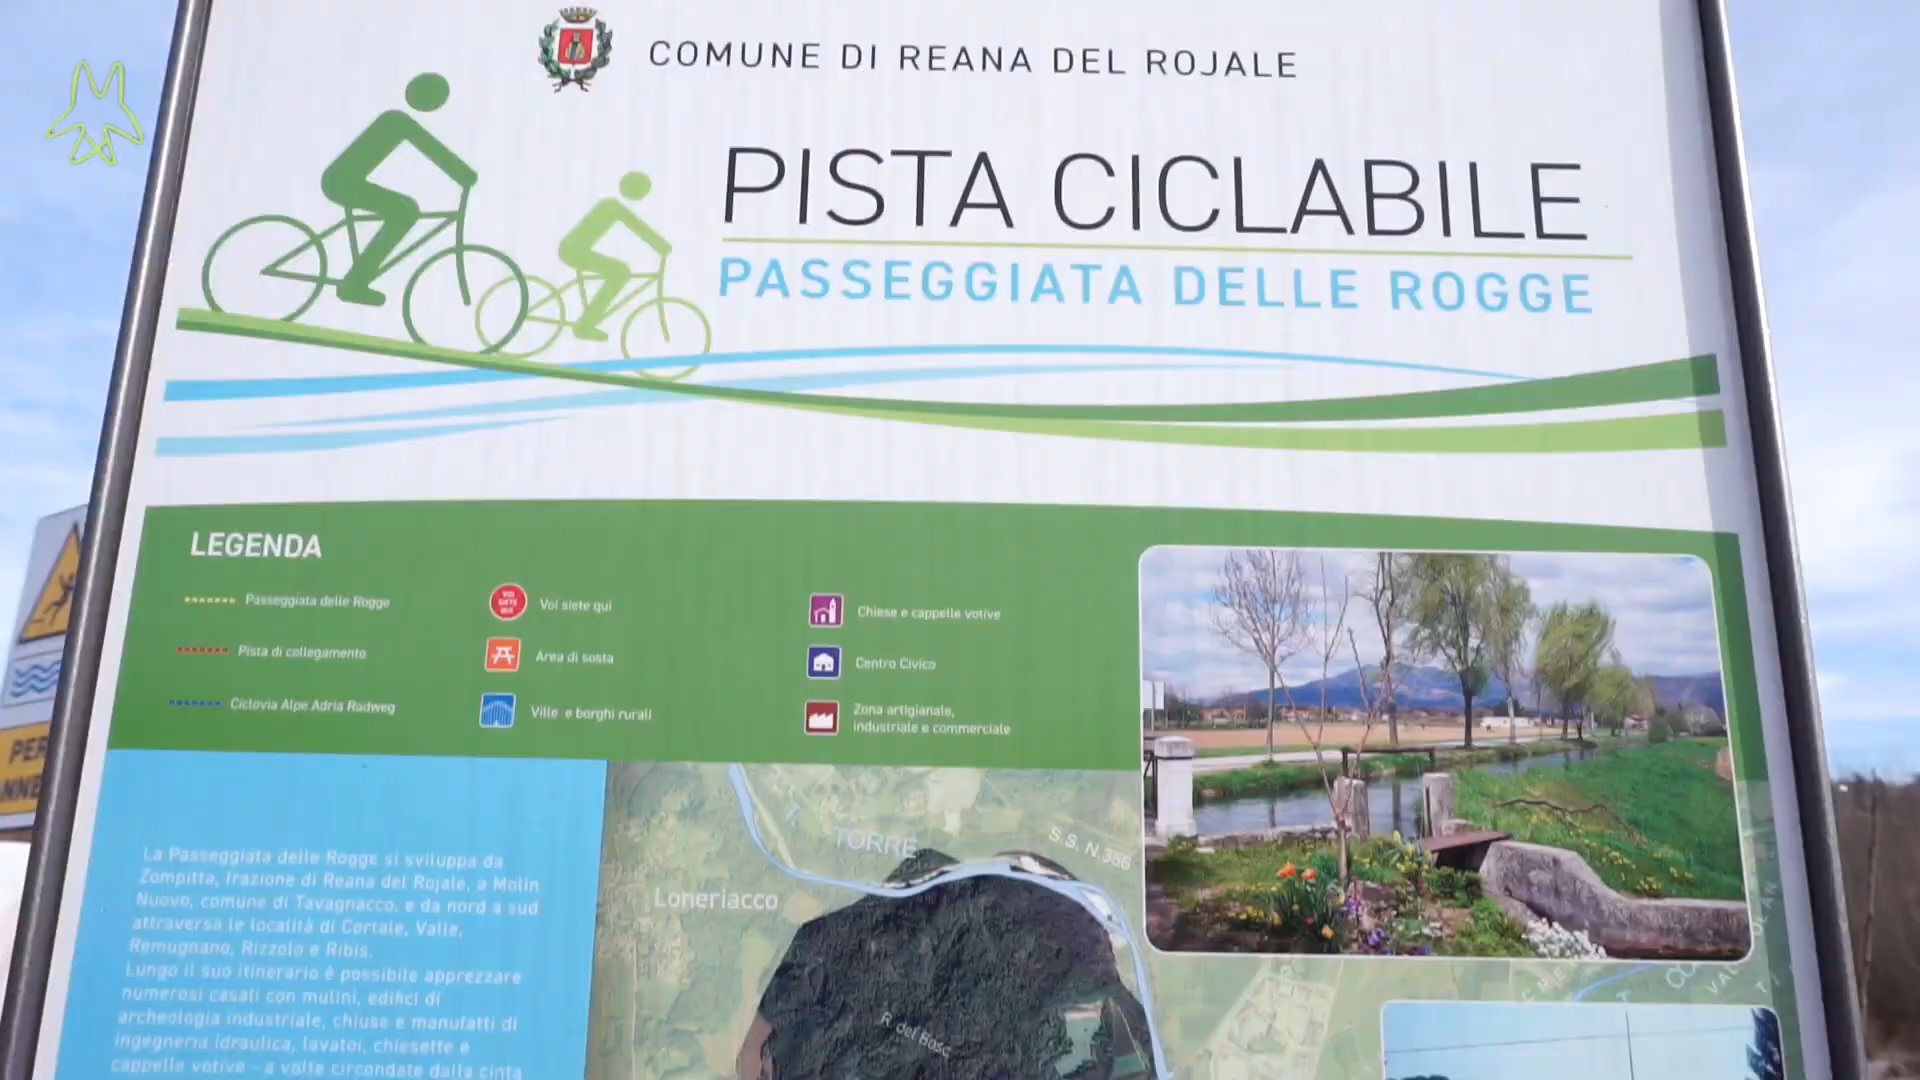 COMUNE DI REANA DEL ROJALE
PISTA CICLABILE
PASSEGGIATA DELLE ROGGE
LEGENDA
Passeggiata delle Rogge
Pista di collegamento
Ciclovia Alpe Adria Radweg
VOI
SIETE
QUI
Voi siete qui
Area di sosta
Ville e borghi rurali
Chiese e cappelle votive
Centro Civico
Zona artigianale,
industriale e commerciale
La Passeggiata delle Rogge si sviluppa da
Zompitta, frazione di Reana del Rojale, a Molin
Nuovo, comune di Tavagnacco, e da nord a sud
attraversa le località di Cortale, Valle,
Remugnano, Rizzolo e Ribis.
Lungo il suo itinerario è possibile apprezzare
numerosi casali con mulini, edifici di
archeologia industriale, chiuse e manufatti di
ingegneria idraulica, lavatoi, chiesette e
cappelle votive - a volte circondate dalla cinta
T. TORRE
S.S. N.356
Loneriacco
R. del Bosc
PER